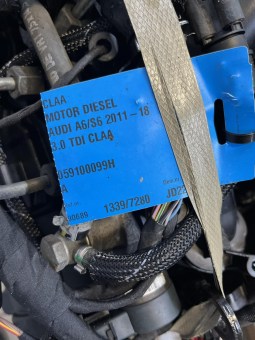 CLAA
MOTOR DIESEL
AUDI A6/S6 2011-18
3.0 TDI CLAA
059100099H
A
1339/7280